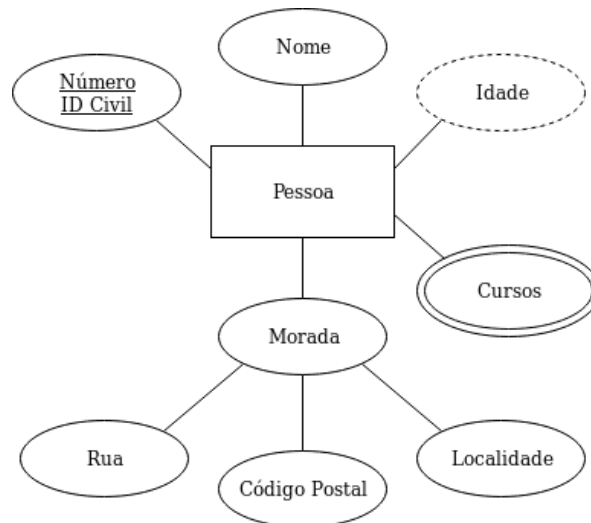 Nome
Número
ID Civil
Idade
Pessoa
Cursos
Morada
Rua
Código Postal
Localidade